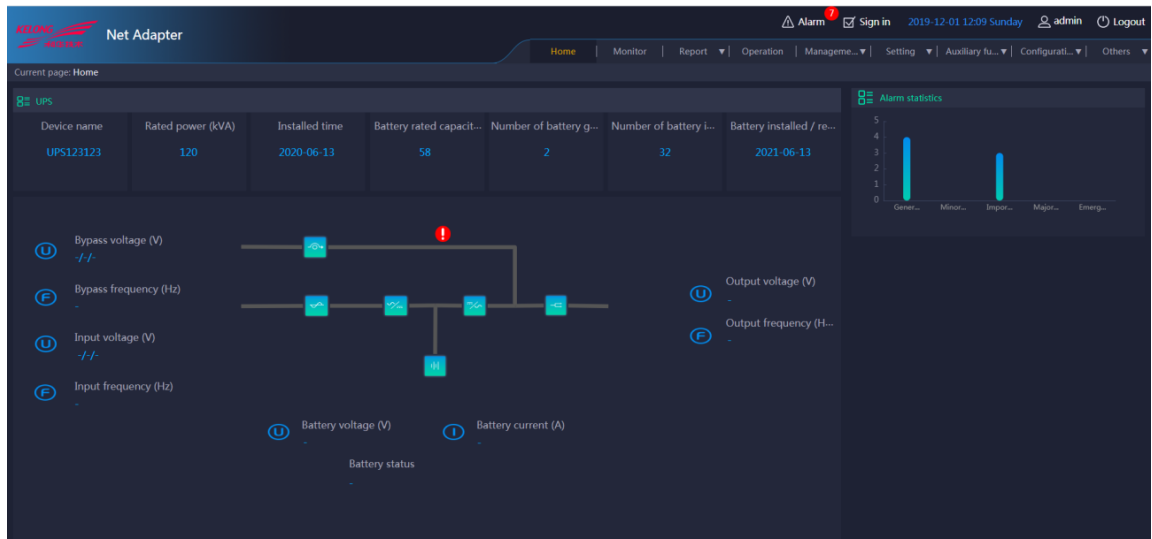 KELONG
Net Adapter
Alarm 7 Sign in 2019-12-01 12:09 Sunday admin Logout
Home Monitor Report Operation Manageme... Setting Auxiliary fu... Configurati... Others
Current page: Home
UPS
Device name Rated power (kVA) Installed time Battery rated capacit... Number of battery g... Number of battery i... Battery installed / re...
UPS123123 120 2020-06-13 58 2 32 2021-06-13
Alarm statistics
5
4
3
2
1
0
Gener... Minor... Impor... Major... Emerg...
U Bypass voltage (V)
-/-/-
F Bypass frequency (Hz)
-
U Input voltage (V)
-/-/-
F Input frequency (Hz)
-
!
U Output voltage (V)
-
F Output frequency (H...
-
U Battery voltage (V)
-
I Battery current (A)
-
Battery status
-